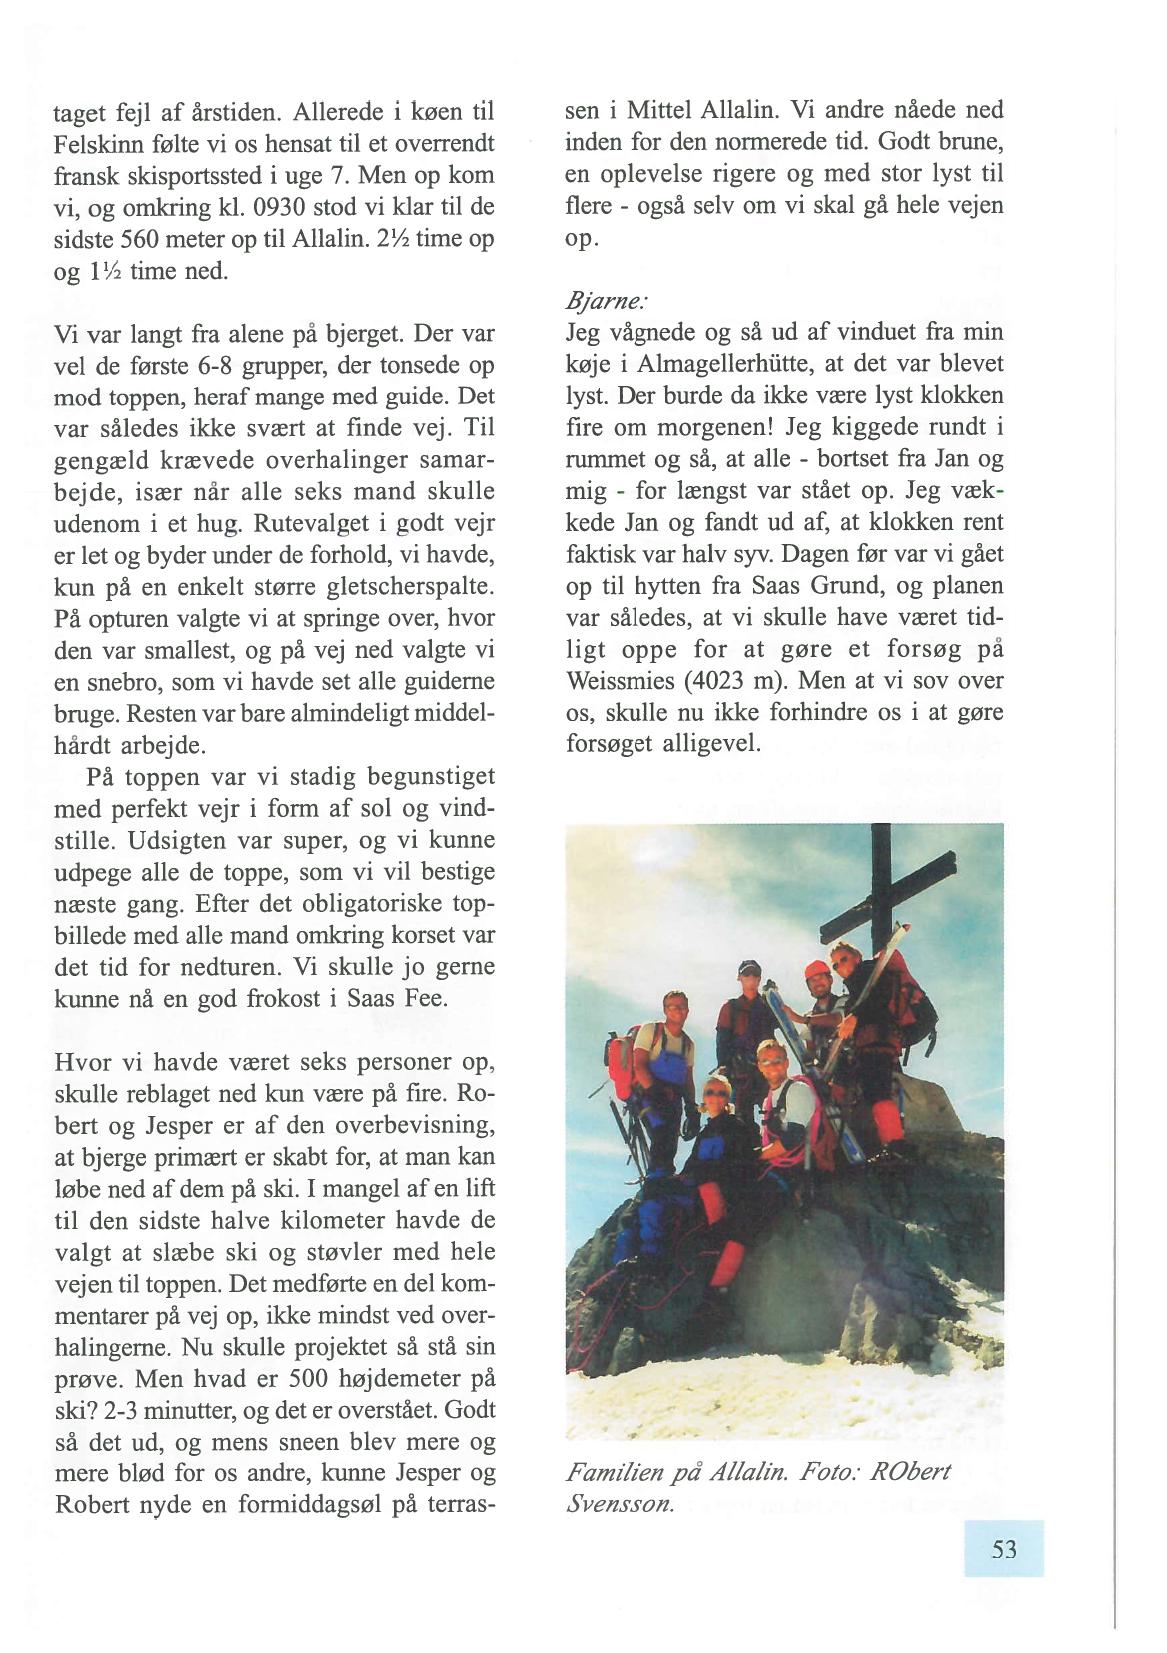 taget fejl af årstiden. Allerede i køen til
Felskinn følte vi os hensat til et overrendt
fransk skisportssted i uge 7. Men op kom
vi, og omkring kl. 0930 stod vi klar til de
sidste 560 meter op til Allalin. 2½ time op
og 1½ time ned.

Vi var langt fra alene på bjerget. Der var
vel de første 6-8 grupper, der tonsede op
mod toppen, heraf mange med guide. Det
var således ikke svært at finde vej. Til
gengæld krævede overhalinger samar-
bejde, især når alle seks mand skulle
udenom i et hug. Rutevalget i godt vejr
er let og byder under de forhold, vi havde,
kun på en enkelt større gletscherspalte.
På opturen valgte vi at springe over, hvor
den var smallest, og på vej ned valgte vi
en snebro, som vi havde set alle guiderne
bruge. Resten var bare almindeligt middel-
hårdt arbejde.
På toppen var vi stadig begunstiget
med perfekt vejr i form af sol og vind-
stille. Udsigten var super, og vi kunne
udpege alle de toppe, som vi vil bestige
næste gang. Efter det obligatoriske top-
billede med alle mand omkring korset var
det tid for nedturen. Vi skulle jo gerne
kunne nå en god frokost i Saas Fee.

Hvor vi havde været seks personer op,
skulle reblaget ned kun være på fire. Ro-
bert og Jesper er af den overbevisning,
at bjerge primært er skabt for, at man kan
løbe ned af dem på ski. I mangel af en lift
til den sidste halve kilometer havde de
valgt at slæbe ski og støvler med hele
vejen til toppen. Det medførte en del kom-
mentarer på vej op, ikke mindst ved over-
halingerne. Nu skulle projektet så stå sin
prøve. Men hvad er 500 højdemeter på
ski? 2-3 minutter, og det er overstået. Godt
så det ud, og mens sneen blev mere og
mere blød for os andre, kunne Jesper og
Robert nyde en formiddagsøl på terras-
sen i Mittel Allalin. Vi andre nåede ned
inden for den normerede tid. Godt brune,
en oplevelse rigere og med stor lyst til
flere - også selv om vi skal gå hele vejen
op.

Bjarne:
Jeg vågnede og så ud af vinduet fra min
køje i Almagellerhütte, at det var blevet
lyst. Der burde da ikke være lyst klokken
fire om morgenen! Jeg kiggede rundt i
rummet og så, at alle - bortset fra Jan og
mig - for længst var stået op. Jeg væk-
kede Jan og fandt ud af, at klokken rent
faktisk var halv syv. Dagen før var vi gået
op til hytten fra Saas Grund, og planen
var således, at vi skulle have været tid-
ligt oppe for at gøre et forsøg på
Weissmies (4023 m). Men at vi sov over
os, skulle nu ikke forhindre os i at gøre
forsøget alligevel.

Familien på Allalin. Foto: RObert
Svensson.
53